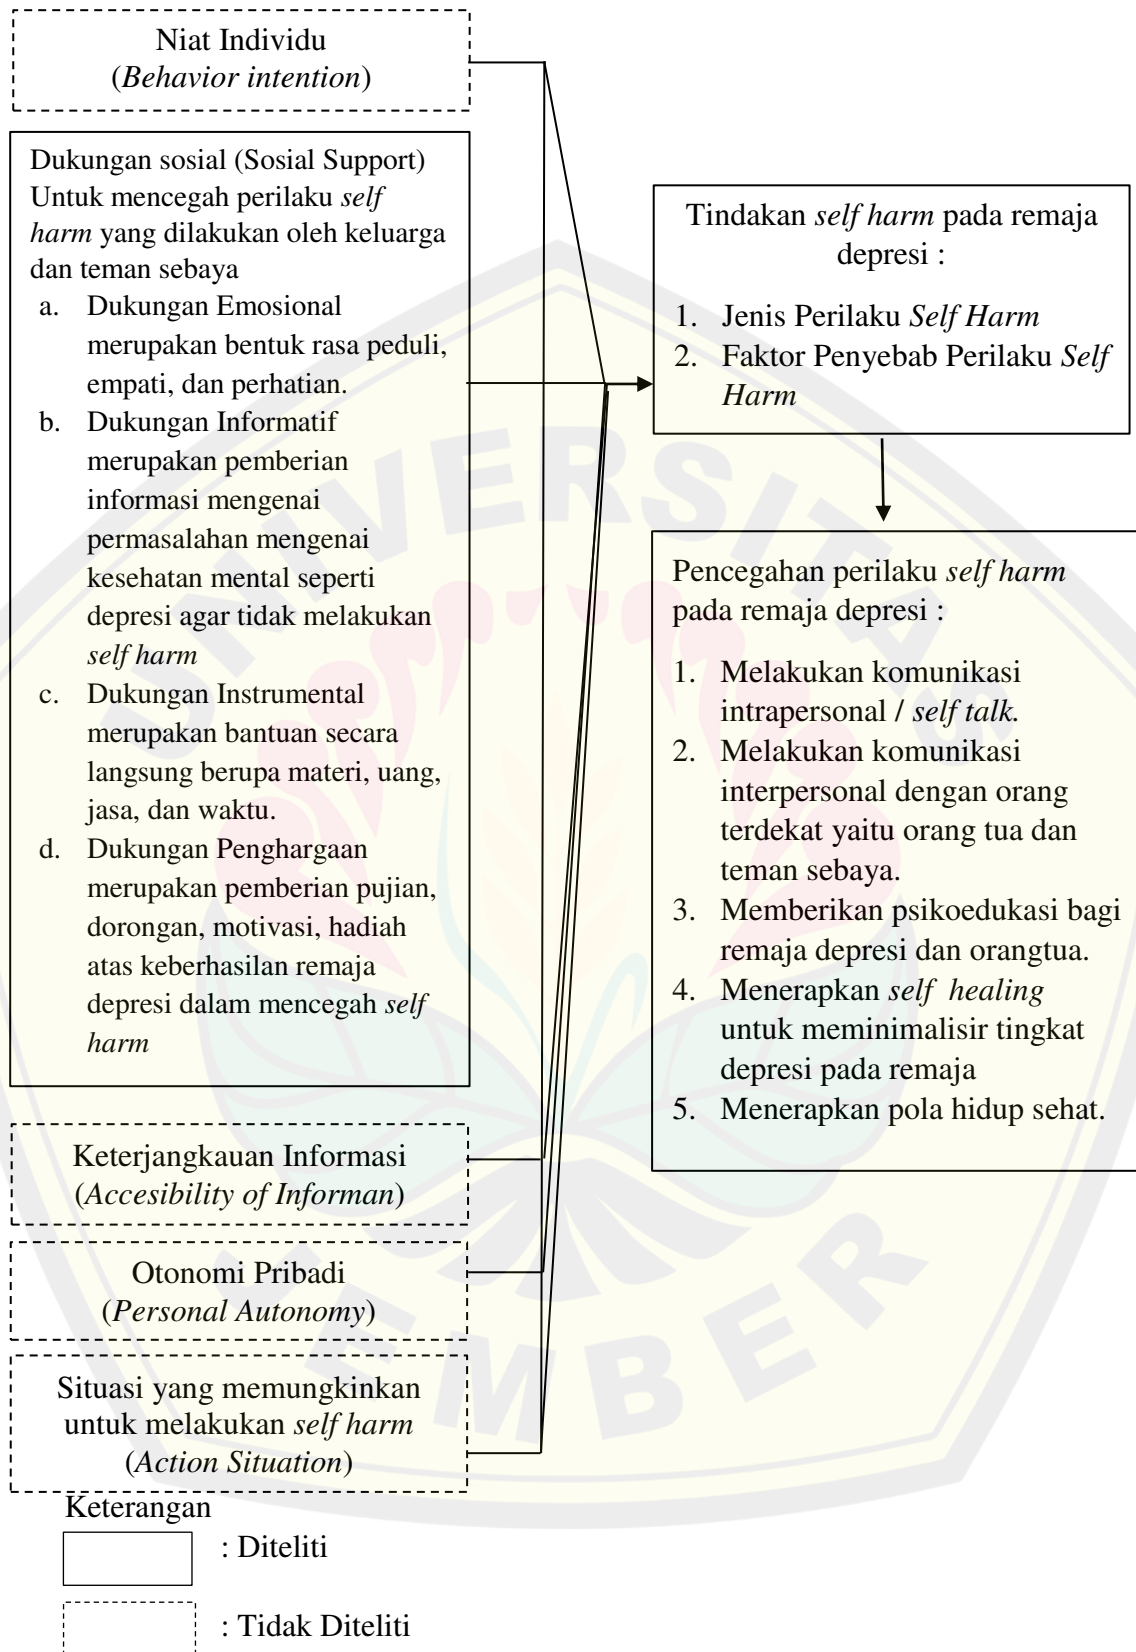 Niat Individu
(Behavior intention)
Dukungan sosial (Sosial Support)
Untuk mencegah perilaku self
harm yang dilakukan oleh keluarga
dan teman sebaya
a. Dukungan Emosional
merupakan bentuk rasa peduli,
empati, dan perhatian.
b. Dukungan Informatif
merupakan pemberian
informasi mengenai
permasalahan mengenai
kesehatan mental seperti
depresi agar tidak melakukan
self harm
c. Dukungan Instrumental
merupakan bantuan secara
langsung berupa materi, uang,
jasa, dan waktu.
d. Dukungan Penghargaan
merupakan pemberian pujian,
dorongan, motivasi, hadiah
atas keberhasilan remaja
depresi dalam mencegah self
harm
Keterjangkauan Informasi
(Accesibility of Informan)
Otonomi Pribadi
(Personal Autonomy)
Situasi yang memungkinkan
untuk melakukan self harm
(Action Situation)
Tindakan self harm pada remaja
depresi :
1. Jenis Perilaku Self Harm
2. Faktor Penyebab Perilaku Self
Harm
Pencegahan perilaku self harm
pada remaja depresi :
1. Melakukan komunikasi
intrapersonal / self talk.
2. Melakukan komunikasi
interpersonal dengan orang
terdekat yaitu orang tua dan
teman sebaya.
3. Memberikan psikoedukasi bagi
remaja depresi dan orangtua.
4. Menerapkan self healing
untuk meminimalisir tingkat
depresi pada remaja
5. Menerapkan pola hidup sehat.
Keterangan
: Diteliti
: Tidak Diteliti
UNIVERSITAS
JEMBER